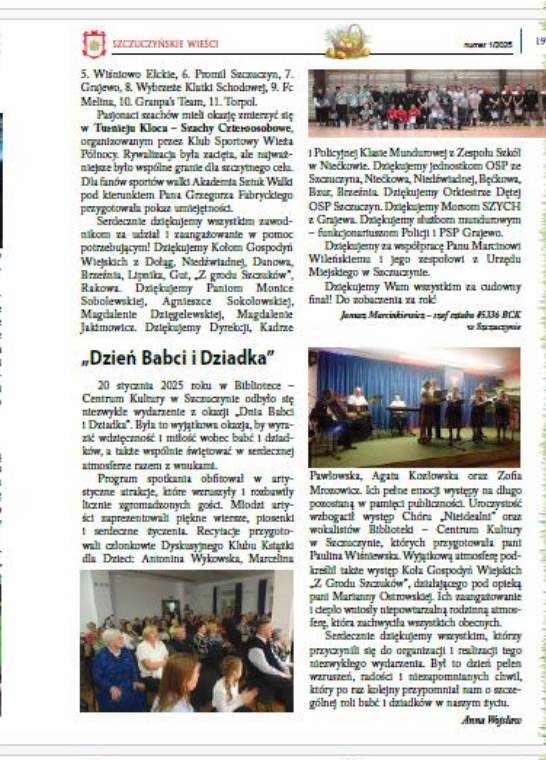 SZCZUCZYŃSKIE WIEŚCI
numer 1/2025
19
5. Wiśniowo Ełckie, 6. Promil Szczuczyn, 7.
Grajewo, 8. Wybrzeże Klatki Schodowej, 9. Fc
Melina, 10. Granpa's Team, 11. Torpol.
Pasjonaci szachów mieli okazję zmierzyć się
w Turnieju Kloca – Szachy Czteroosobowe,
organizowanym przez Klub Sportowy Wieża
Północy. Rywalizacja była zacięta, ale najważ-
niejsze było wspólne granie dla szczytnego celu.
Dla fanów sportów walki Akademia Sztuk Walki
pod kierunkiem Pana Grzegorza Fabryckiego
przygotowała pokaz umiejętności.
Serdecznie dziękujemy wszystkim zawod-
nikom za udział i zaangażowanie w pomoc
potrzebującym! Dziękujemy Kołom Gospodyń
Wiejskich z Dołąg, Niedźwiadnej, Danowa,
Brzeźnia, Lipnika, Gut, „Z grodu Szczuków",
Rakowa. Dziękujemy Paniom Monice
Sobolewskiej, Agnieszce Sokołowskiej,
Magdalenie Dzięgelewskiej, Magdalenie
Jakimowicz. Dziękujemy Dyrekcji, Kadrze
i Policyjnej Klasie Mundurowej z Zespołu Szkół
w Niećkowie. Dziękujemy jednostkom OSP ze
Szczuczyna, Niećkowa, Niedźwiadnej, Bęćkowa,
Bzur, Brzeźnia. Dziękujemy Orkiestrze Dętej
OSP Szczuczyn. Dziękujemy Morsom SZYCH
z Grajewa. Dziękujemy służbom mundurowym
– funkcjonariuszom Policji i PSP Grajewo.
Dziękujemy za współpracę Panu Marcinowi
Wileńskiemu i jego zespołowi z Urzędu
Miejskiego w Szczuczynie.
Dziękujemy Wam wszystkim za cudowny
finał! Do zobaczenia za rok!
Janusz Marcinkiewicz – szef sztabu #5336 BCK
w Szczuczynie
„Dzień Babci i Dziadka”
20 stycznia 2025 roku w Bibliotece –
Centrum Kultury w Szczuczynie odbyło się
niezwykłe wydarzenie z okazji „Dnia Babci
i Dziadka". Była to wyjątkowa okazja, by wyra-
zić wdzięczność i miłość wobec babć i dziad-
ków, a także wspólnie świętować w serdecznej
atmosferze razem z wnukami.
Program spotkania obfitował w arty-
styczne atrakcje, które wzruszyły i rozbawiły
licznie zgromadzonych gości. Młodzi arty-
ści zaprezentowali piękne wiersze, piosenki
i serdeczne życzenia. Recytacje przygoto-
wali członkowie Dyskusyjnego Klubu Książki
dla Dzieci: Antonina Wykowska, Marcelina
Pawłowska, Agata Kozłowska oraz Zofia
Mrozowicz. Ich pełne emocji występy na długo
pozostaną w pamięci publiczności. Uroczystość
wzbogacił występ Chóru „Nieidealni" oraz
wokalistów Biblioteki – Centrum Kultury
w Szczuczynie, których przygotowała pani
Paulina Wiśniewska. Wyjątkową atmosferę pod-
kreślił także występ Koła Gospodyń Wiejskich
„Z Grodu Szczuków", działającego pod opieką
pani Marianny Ostrowskiej. Ich zaangażowanie
i ciepło wniosły niepowtarzalną rodzinną atmos-
ferę, która zachwyciła wszystkich obecnych.
Serdecznie dziękujemy wszystkim, którzy
przyczynili się do organizacji i realizacji tego
niezwykłego wydarzenia. Był to dzień pełen
wzruszeń, radości i niezapomnianych chwil,
który po raz kolejny przypomniał nam o szcze-
gólnej roli babć i dziadków w naszym życiu.
Anna Wojsław